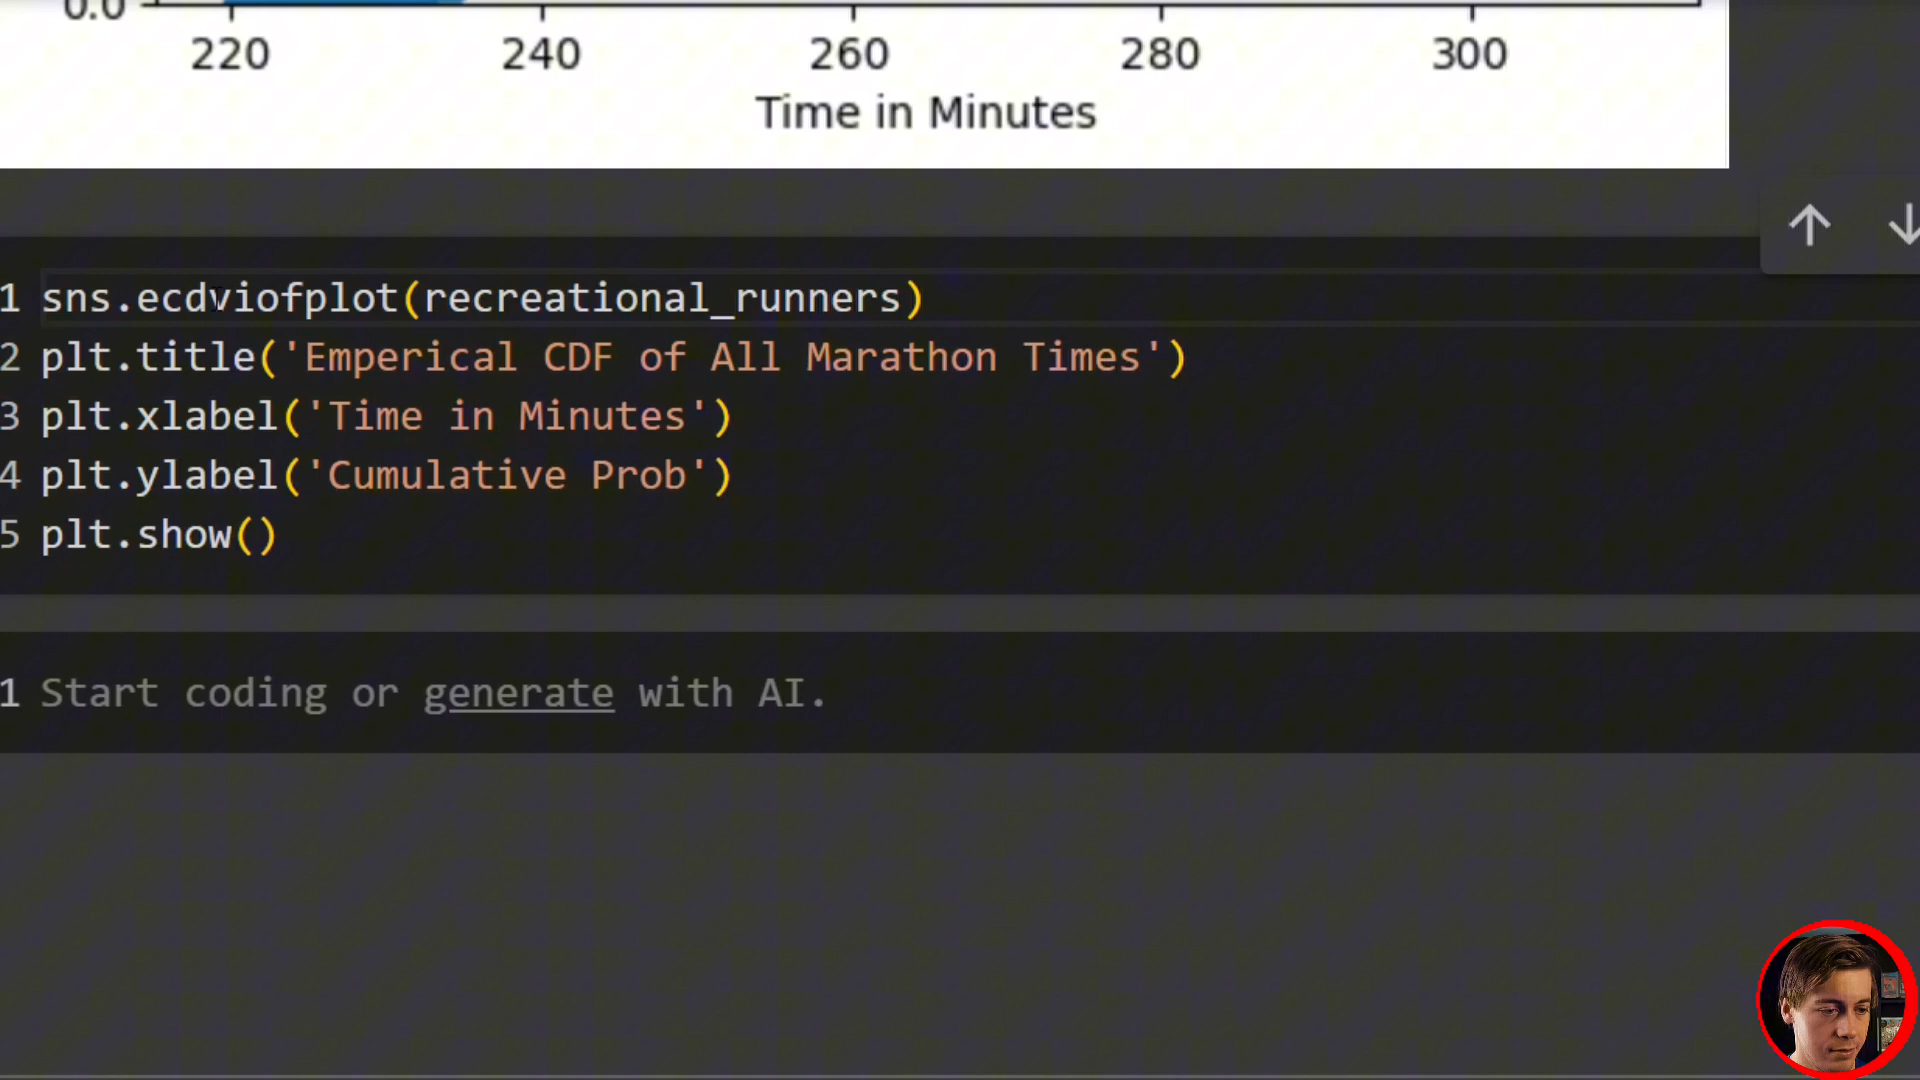 0.0
220 240 260 280 300
Time in Minutes
1 sns.ecdviofplot(recreational_runners)
2 plt.title('Emperical CDF of All Marathon Times')
3 plt.xlabel('Time in Minutes')
4 plt.ylabel('Cumulative Prob')
5 plt.show()
1 Start coding or generate with AI.